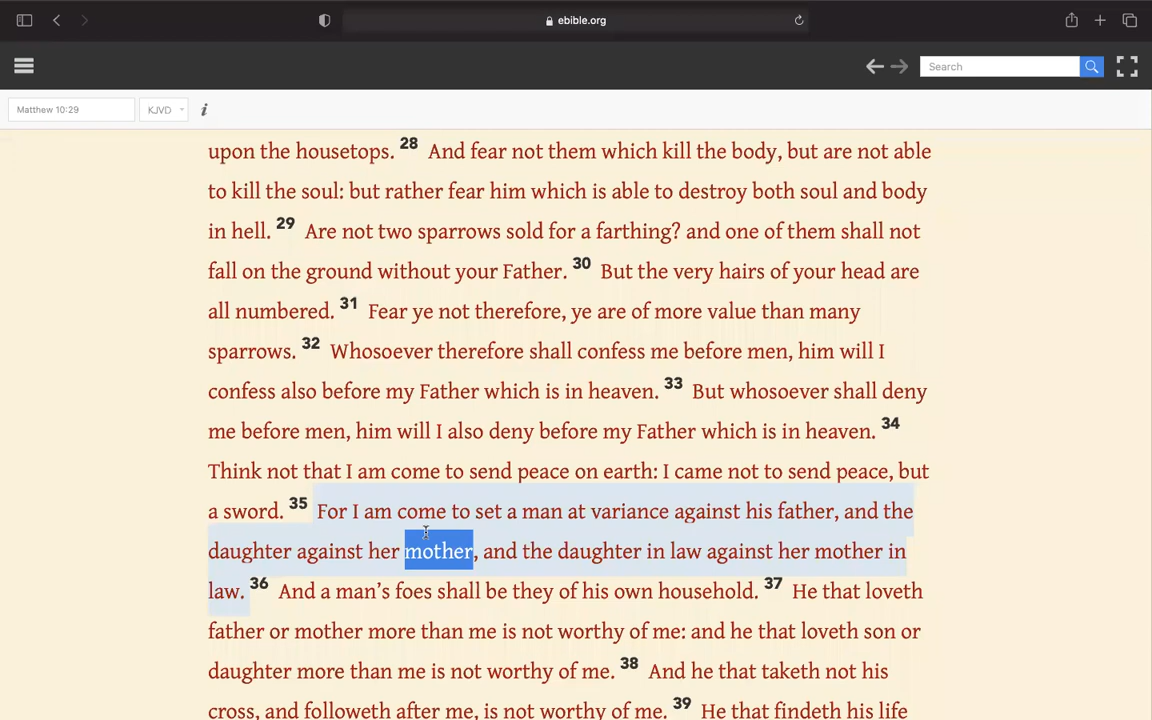 ebible.org
Search
Matthew 10:29 KJVD i
upon the housetops. 28 And fear not them which kill the body, but are not able
to kill the soul: but rather fear him which is able to destroy both soul and body
in hell. 29 Are not two sparrows sold for a farthing? and one of them shall not
fall on the ground without your Father. 30 But the very hairs of your head are
all numbered. 31 Fear ye not therefore, ye are of more value than many
sparrows. 32 Whosoever therefore shall confess me before men, him will I
confess also before my Father which is in heaven. 33 But whosoever shall deny
me before men, him will I also deny before my Father which is in heaven. 34
Think not that I am come to send peace on earth: I came not to send peace, but
a sword. 35 For I am come to set a man at variance against his father, and the
daughter against her mother, and the daughter in law against her mother in
law. 36 And a man’s foes shall be they of his own household. 37 He that loveth
father or mother more than me is not worthy of me: and he that loveth son or
daughter more than me is not worthy of me. 38 And he that taketh not his
cross, and followeth after me, is not worthy of me. 39 He that findeth his life